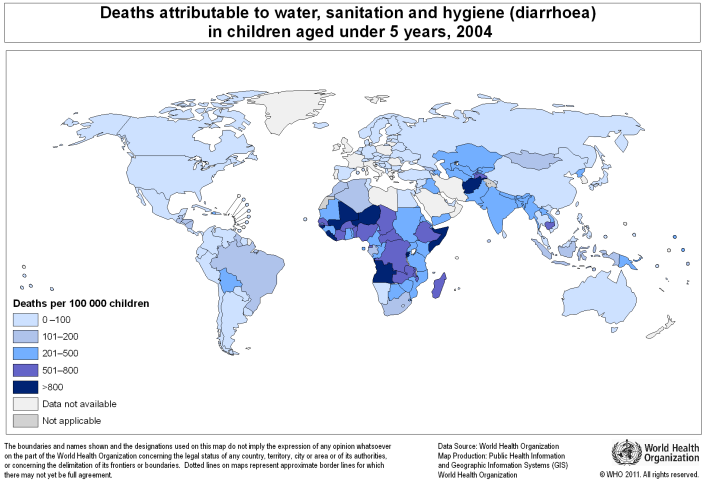 Deaths attributable to water, sanitation and hygiene (diarrhoea)
in children aged under 5 years, 2004
Deaths per 100 000 children
0 –100
101–200
201–500
501–800
>800
Data not available
Not applicable
The boundaries and names shown and the designations used on this map do not imply the expression of any opinion whatsoever
on the part of the World Health Organization concerning the legal status of any country, territory, city or area or of its authorities,
or concerning the delimitation of its frontiers or boundaries. Dotted lines on maps represent approximate border lines for which
there may not yet be full agreement.
Data Source: World Health Organization
Map Production: Public Health Information
and Geographic Information Systems (GIS)
World Health Organization
World Health
Organization
© WHO 2011. All rights reserved.